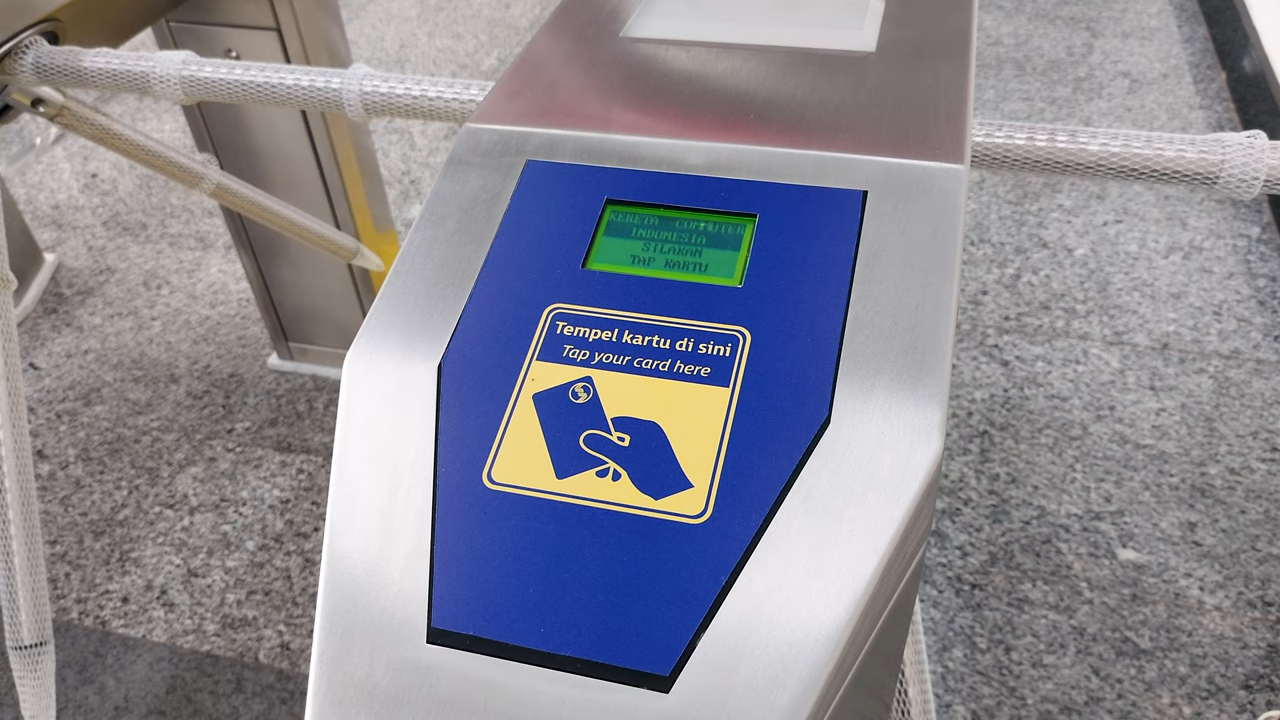 KERETA COMMUTER
INDONESIA
SILAKAN
TAP KARTU
Tempel kartu di sini
Tap your card here